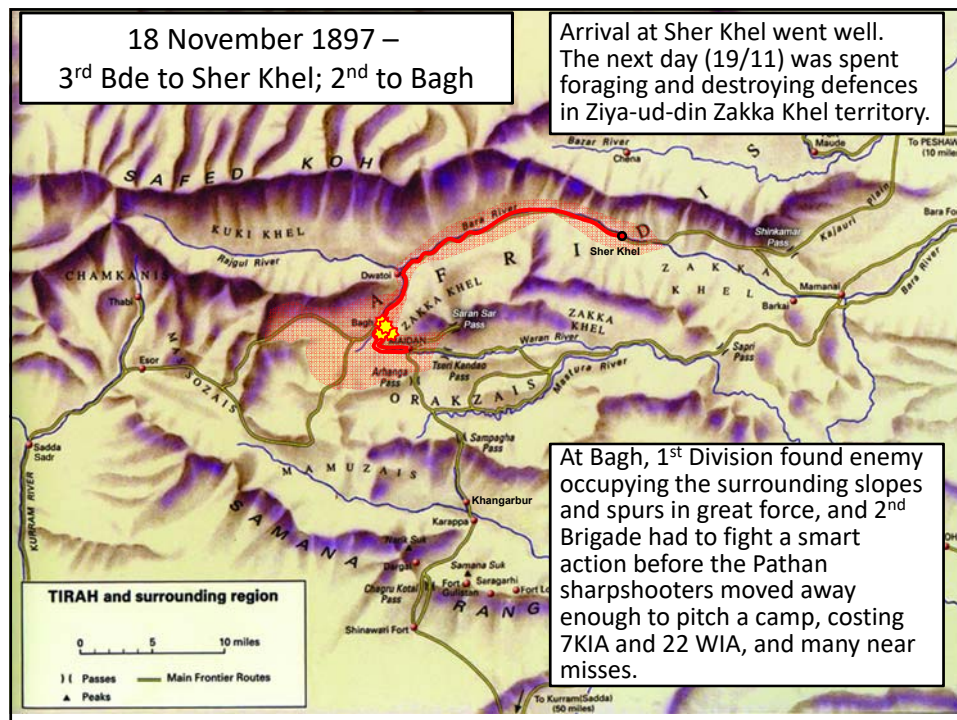 18 November 1897 –
3rd Bde to Sher Khel; 2nd to Bagh
Arrival at Sher Khel went well.
The next day (19/11) was spent
foraging and destroying defences
in Ziya-ud-din Zakka Khel territory.
Bazar River
Chena
Maude
To PESHAW
(10 miles)
SAFED KOH
AFRIDIS
KUKI KHEL
Rajgul River
Bara River
Sher Khel
Shinkamar
Pass
Kajauri Plain
Bara Fo
CHAMKANIS
Thabi
Dwatoi
ZAKKA KHEL
ZAKKA
KHEL
Mamanai
Barkai
Bara River
Bagh
MAIDAN
Saran Sar
Pass
ZAKKA
KHEL
Waran River
Sapri
Pass
Esor
MASSOZAIS
Arhanga
Pass
Tseri Kandao
Pass
Mastura River
ORAKZAIS
Sadda
Sadr
Sampagha
Pass
MAMUZAIS
Khangarbur
Karappa
KURRAM RIVER
SAMANA
Narik Suk
Dargai
Samana Suk
Chagru Kotal
Pass
Fort
Gulistan
Seragarhi
Fort Lo
RANG
Shinawari Fort
At Bagh, 1st Division found enemy
occupying the surrounding slopes
and spurs in great force, and 2nd
Brigade had to fight a smart
action before the Pathan
sharpshooters moved away
enough to pitch a camp, costing
7KIA and 22 WIA, and many near
misses.
TIRAH and surrounding region
0 5 10 miles
)( Passes Main Frontier Routes
▲ Peaks
To Kurram(Sadda)
(50 miles)